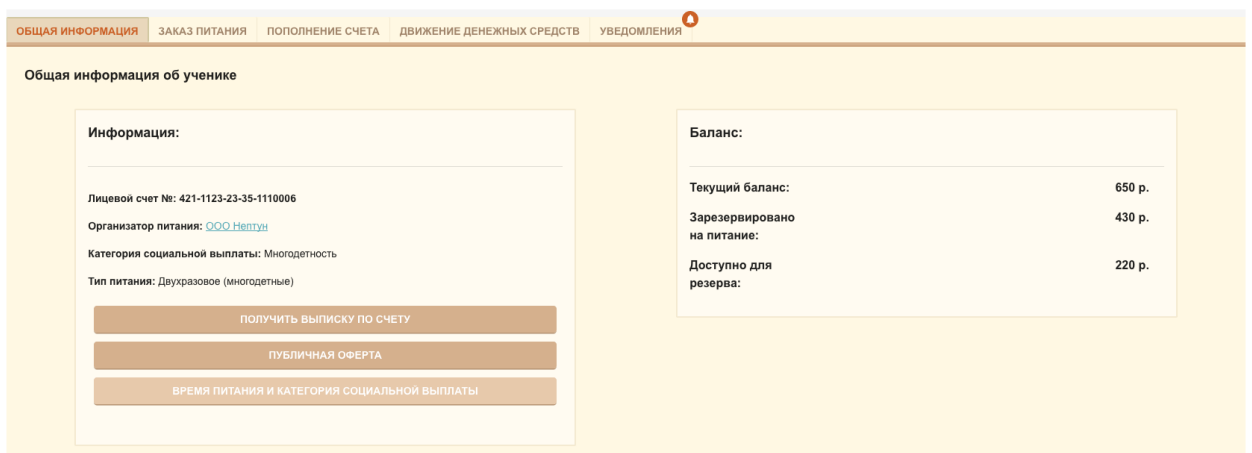 ОБЩАЯ ИНФОРМАЦИЯ ЗАКАЗ ПИТАНИЯ ПОПОЛНЕНИЕ СЧЕТА ДВИЖЕНИЕ ДЕНЕЖНЫХ СРЕДСТВ УВЕДОМЛЕНИЯ
Общая информация об ученике
Информация:
Лицевой счет №: 421-1123-23-35-1110006
Организатор питания: ООО Нептун
Категория социальной выплаты: Многодетность
Тип питания: Двухразовое (многодетные)
ПОЛУЧИТЬ ВЫПИСКУ ПО СЧЕТУ
ПУБЛИЧНАЯ ОФЕРТА
ВРЕМЯ ПИТАНИЯ И КАТЕГОРИЯ СОЦИАЛЬНОЙ ВЫПЛАТЫ
Баланс:
Текущий баланс: 650 р.
Зарезервировано 430 р.
на питание:
Доступно для 220 р.
резерва: